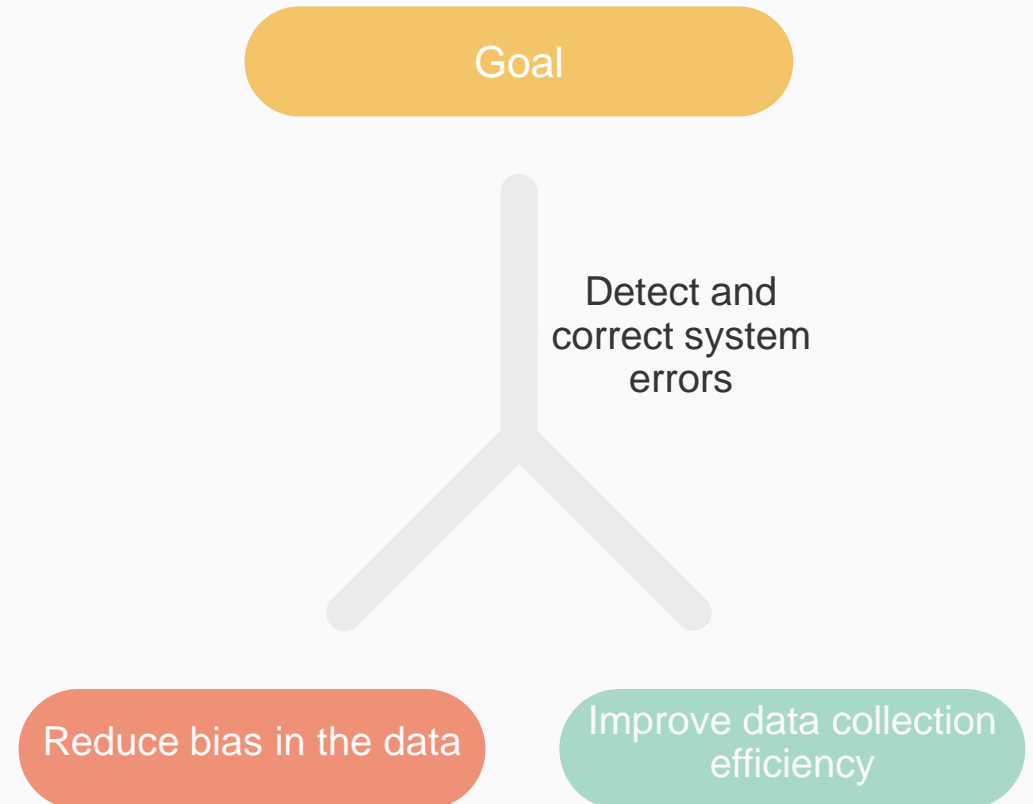 Goal
Detect and
correct system
errors
Reduce bias in the data
Improve data collection
efficiency